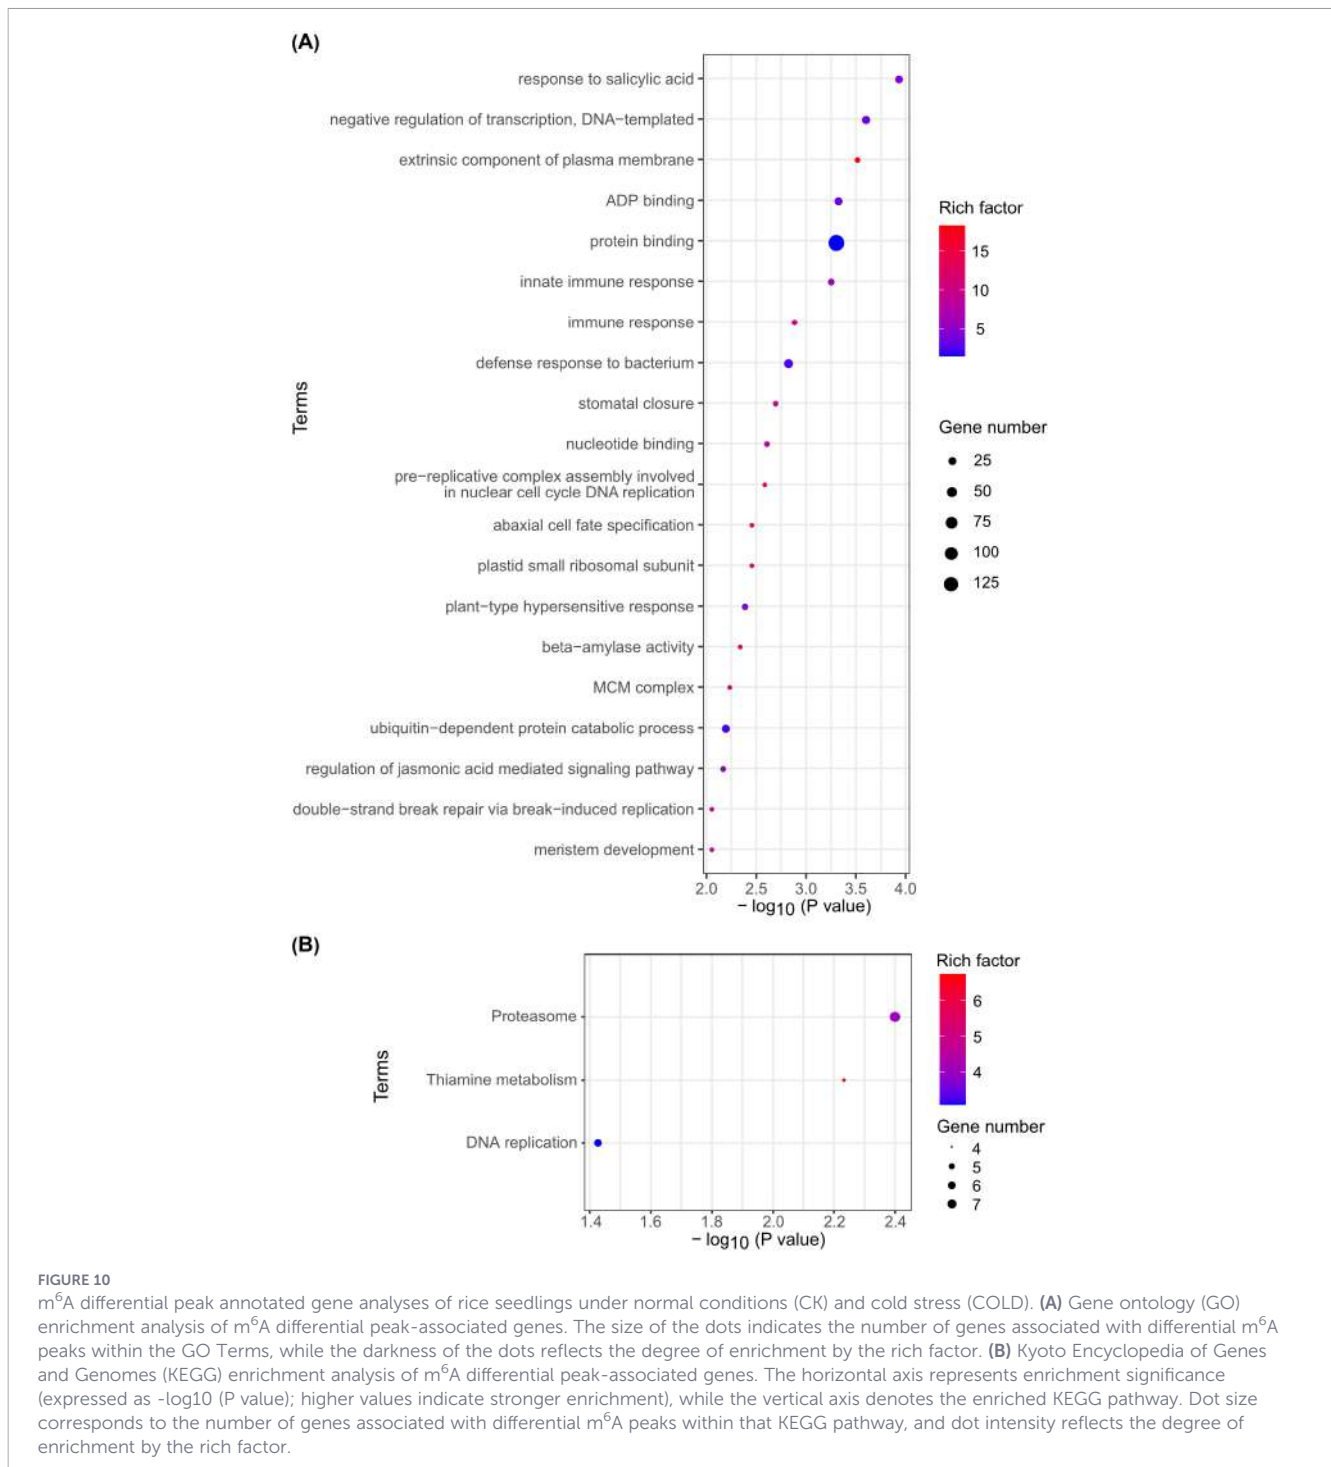 (A)
response to salicylic acid
negative regulation of transcription, DNA−templated
extrinsic component of plasma membrane
ADP binding
protein binding
innate immune response
immune response
defense response to bacterium
stomatal closure
nucleotide binding
pre−replicative complex assembly involved
in nuclear cell cycle DNA replication
abaxial cell fate specification
plastid small ribosomal subunit
plant−type hypersensitive response
beta−amylase activity
MCM complex
ubiquitin−dependent protein catabolic process
regulation of jasmonic acid mediated signaling pathway
double−strand break repair via break−induced replication
meristem development
Terms
2.0 2.5 3.0 3.5 4.0
− log10 (P value)
Rich factor
15
10
5
Gene number
25
50
75
100
125
(B)
Proteasome
Thiamine metabolism
DNA replication
Terms
1.4 1.6 1.8 2.0 2.2 2.4
− log10 (P value)
Rich factor
6
5
4
Gene number
4
5
6
7
FIGURE 10
m⁶A differential peak annotated gene analyses of rice seedlings under normal conditions (CK) and cold stress (COLD). (A) Gene ontology (GO)
enrichment analysis of m⁶A differential peak-associated genes. The size of the dots indicates the number of genes associated with differential m⁶A
peaks within the GO Terms, while the darkness of the dots reflects the degree of enrichment by the rich factor. (B) Kyoto Encyclopedia of Genes
and Genomes (KEGG) enrichment analysis of m⁶A differential peak-associated genes. The horizontal axis represents enrichment significance
(expressed as -log10 (P value); higher values indicate stronger enrichment), while the vertical axis denotes the enriched KEGG pathway. Dot size
corresponds to the number of genes associated with differential m⁶A peaks within that KEGG pathway, and dot intensity reflects the degree of
enrichment by the rich factor.